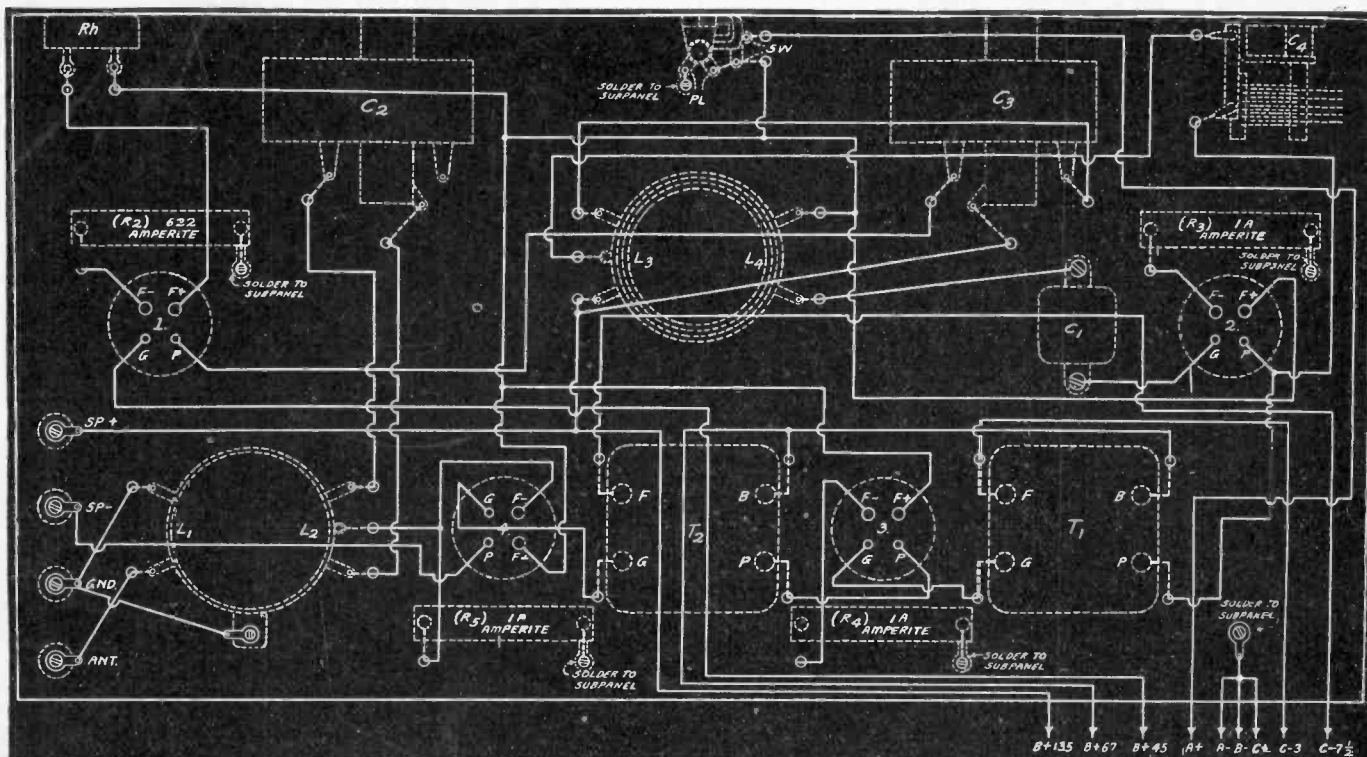 Rh
C2
SOLDER TO
SUBPANEL
PL
SW
C3
C4
(R2) 622
AMPERITE
SOLDER TO
SUBPANEL
F- F+
1.
G P
L3 L4
C1
(R3) 1A
AMPERITE
SOLDER TO
SUBPANEL
F- F+
2.
G P
SP +
SP-
GND.
ANT.
L1 L2
G F-
4
P F+
F B
T2
G P
F- F+
3.
G P
F B
T1
G P
(R5) 1A
AMPERITE
SOLDER TO
SUBPANEL
(R4) 1A
AMPERITE
SOLDER TO
SUBPANEL
SOLDER TO
SUBPANEL
B+135 B+67 B+45 A+ A- B- C+ C-3 C-7½